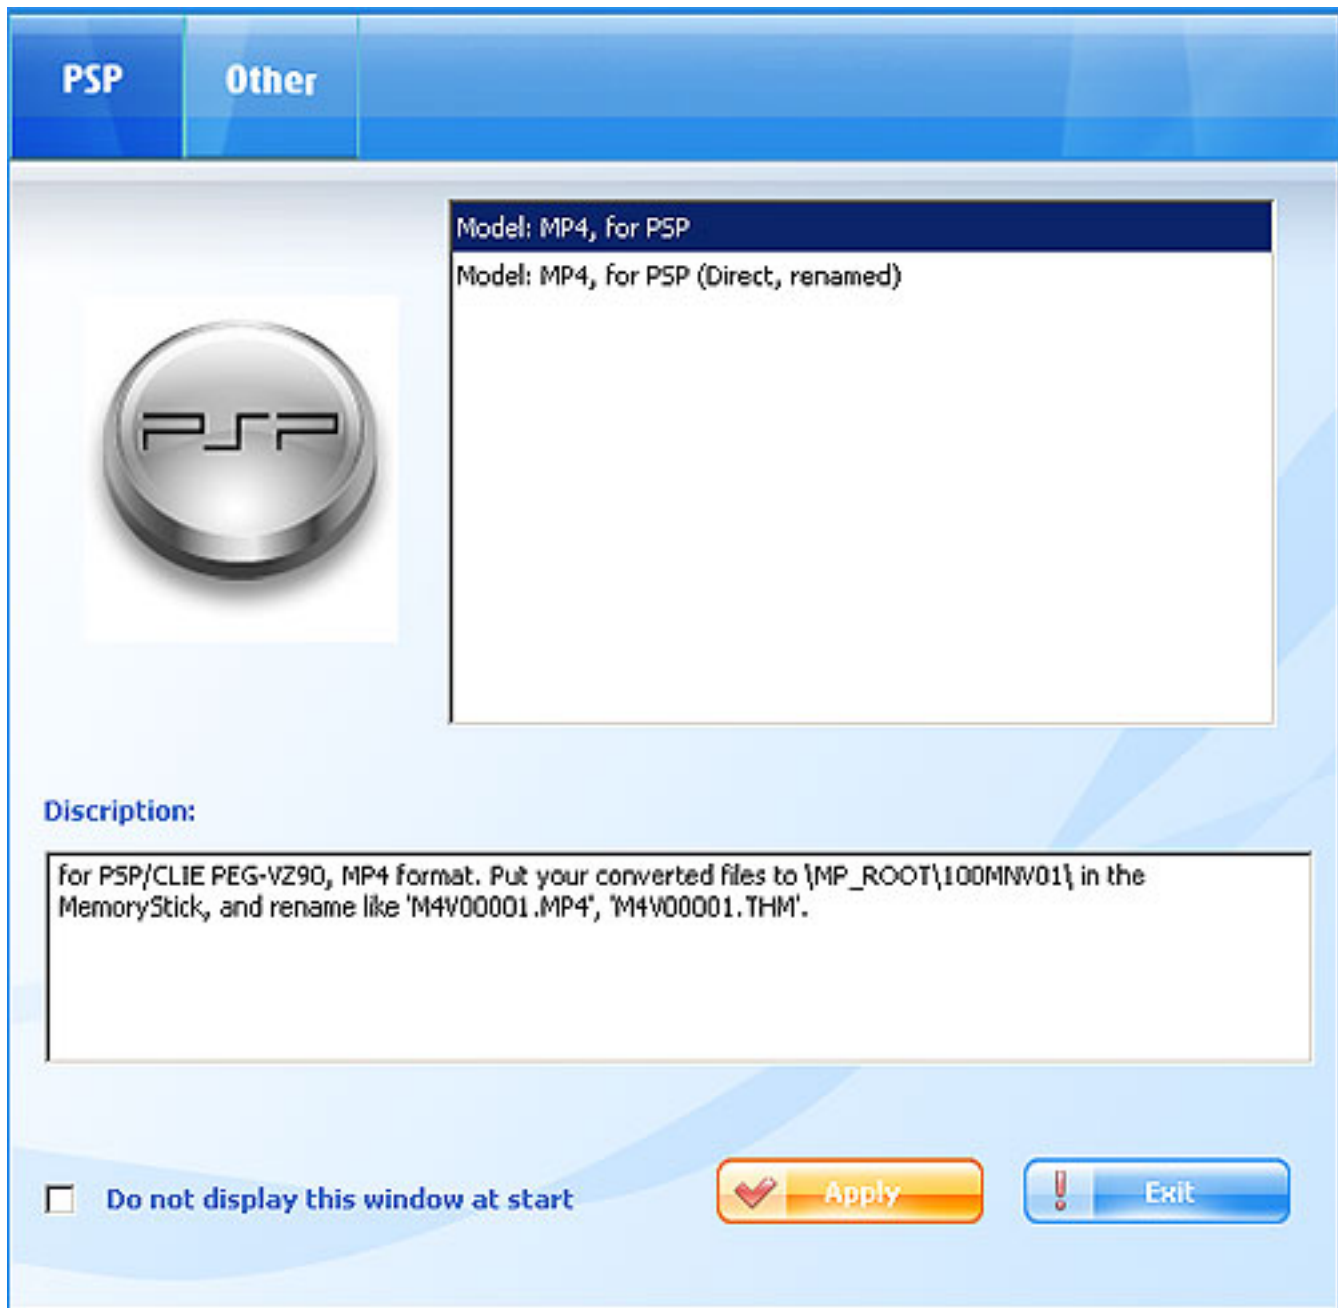 PSP Other
Model: MP4, for PSP
Model: MP4, for PSP (Direct, renamed)
PSP
Discription:
for PSP/CLIE PEG-VZ90, MP4 format. Put your converted files to \MP_ROOT\100MNV01\ in the
MemoryStick, and rename like 'M4V00001.MP4', 'M4V00001.THM'.
Do not display this window at start
Apply
Exit